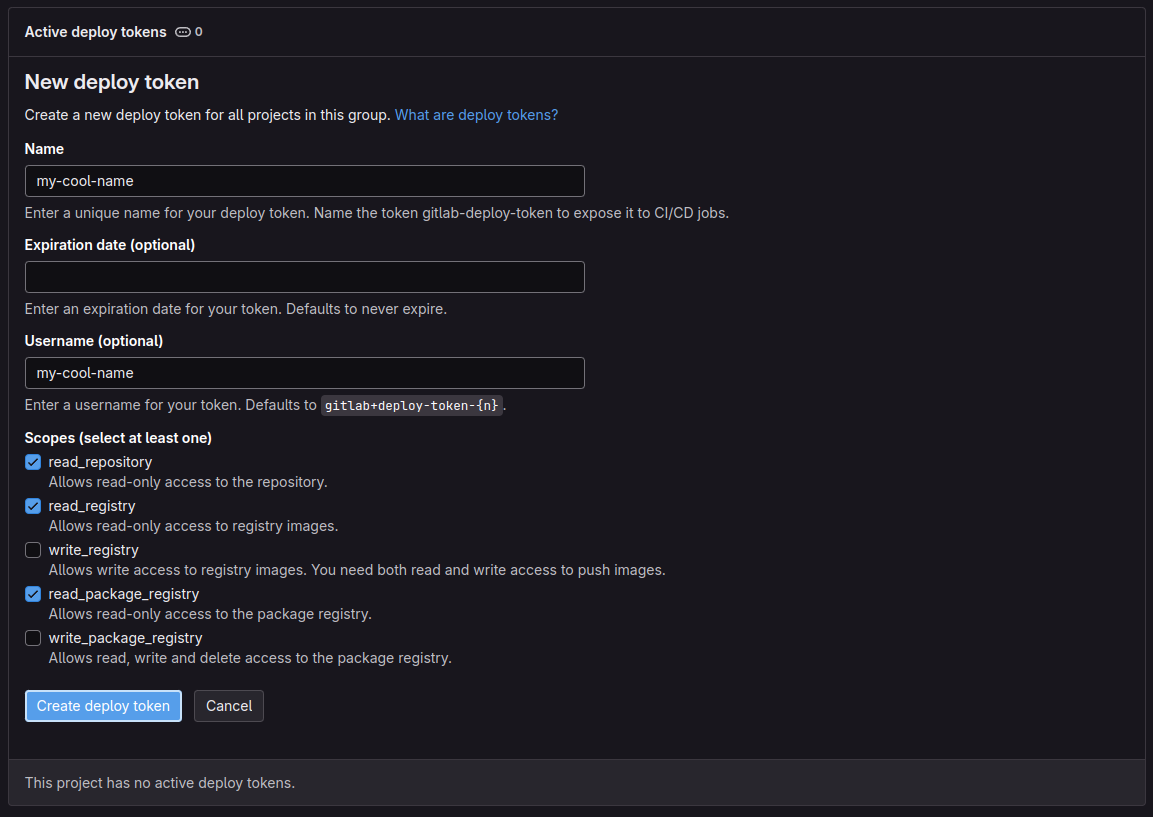 Active deploy tokens 0
New deploy token
Create a new deploy token for all projects in this group. What are deploy tokens?
Name
my-cool-name
Enter a unique name for your deploy token. Name the token gitlab-deploy-token to expose it to CI/CD jobs.
Expiration date (optional)
Enter an expiration date for your token. Defaults to never expire.
Username (optional)
my-cool-name
Enter a username for your token. Defaults to gitlab+deploy-token-{n}.
Scopes (select at least one)
read_repository
Allows read-only access to the repository.
read_registry
Allows read-only access to registry images.
write_registry
Allows write access to registry images. You need both read and write access to push images.
read_package_registry
Allows read-only access to the package registry.
write_package_registry
Allows read, write and delete access to the package registry.
Create deploy token Cancel
This project has no active deploy tokens.